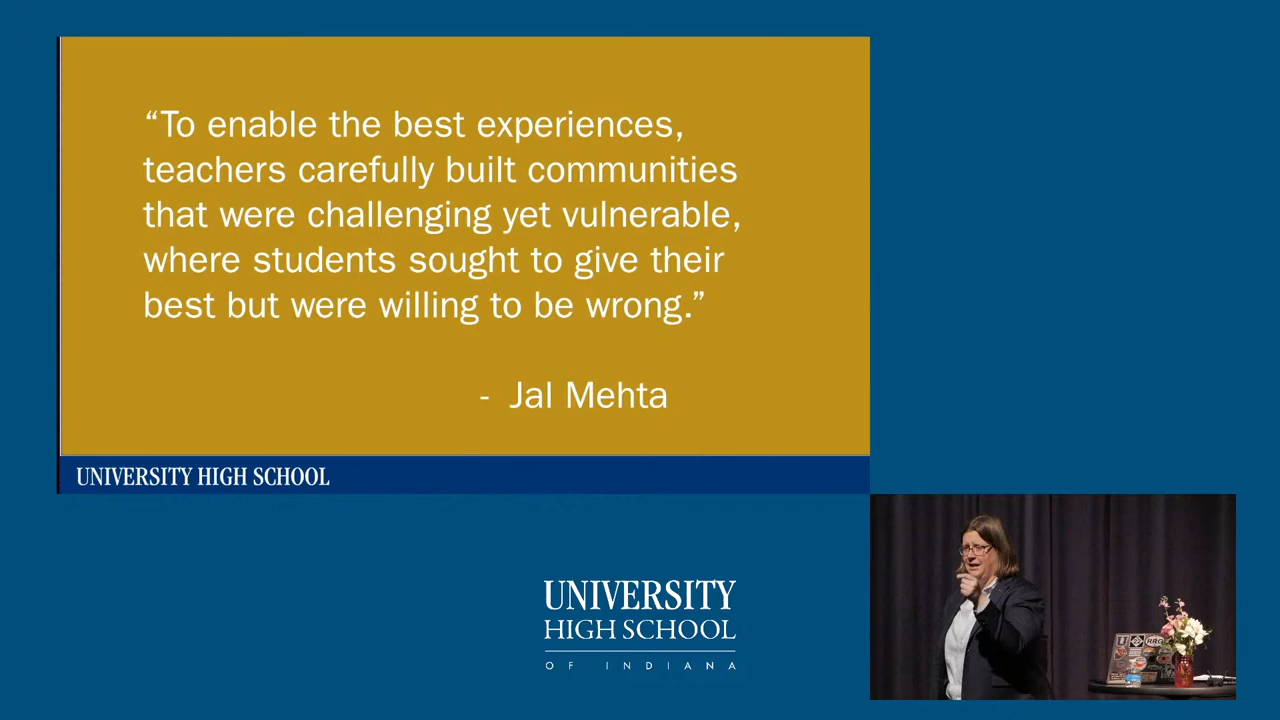 “To enable the best experiences,
teachers carefully built communities
that were challenging yet vulnerable,
where students sought to give their
best but were willing to be wrong.”
- Jal Mehta
UNIVERSITY HIGH SCHOOL
UNIVERSITY
HIGH SCHOOL
OF INDIANA